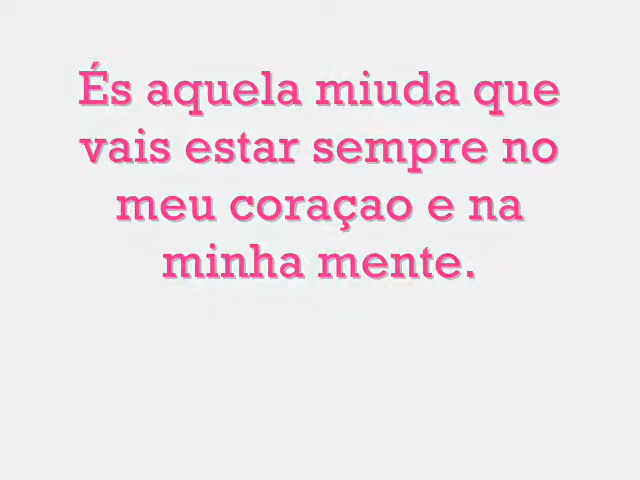 És aquela miuda que
vais estar sempre no
meu coraçao e na
minha mente.